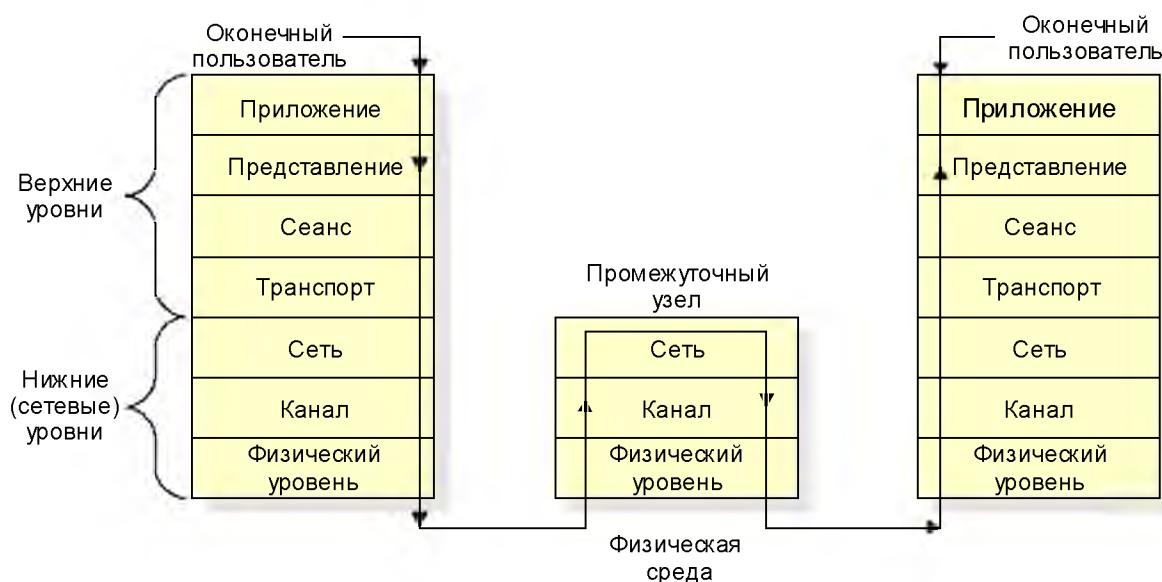 Оконечный
пользователь
Приложение
Представление
Сеанс
Транспорт
Сеть
Канал
Физический
уровень
Верхние
уровни
Нижние
(сетевые)
уровни
Промежуточный
узел
Сеть
Канал
Физический
уровень
Физическая
среда
Оконечный
пользователь
Приложение
Представление
Сеанс
Транспорт
Сеть
Канал
Физический
уровень